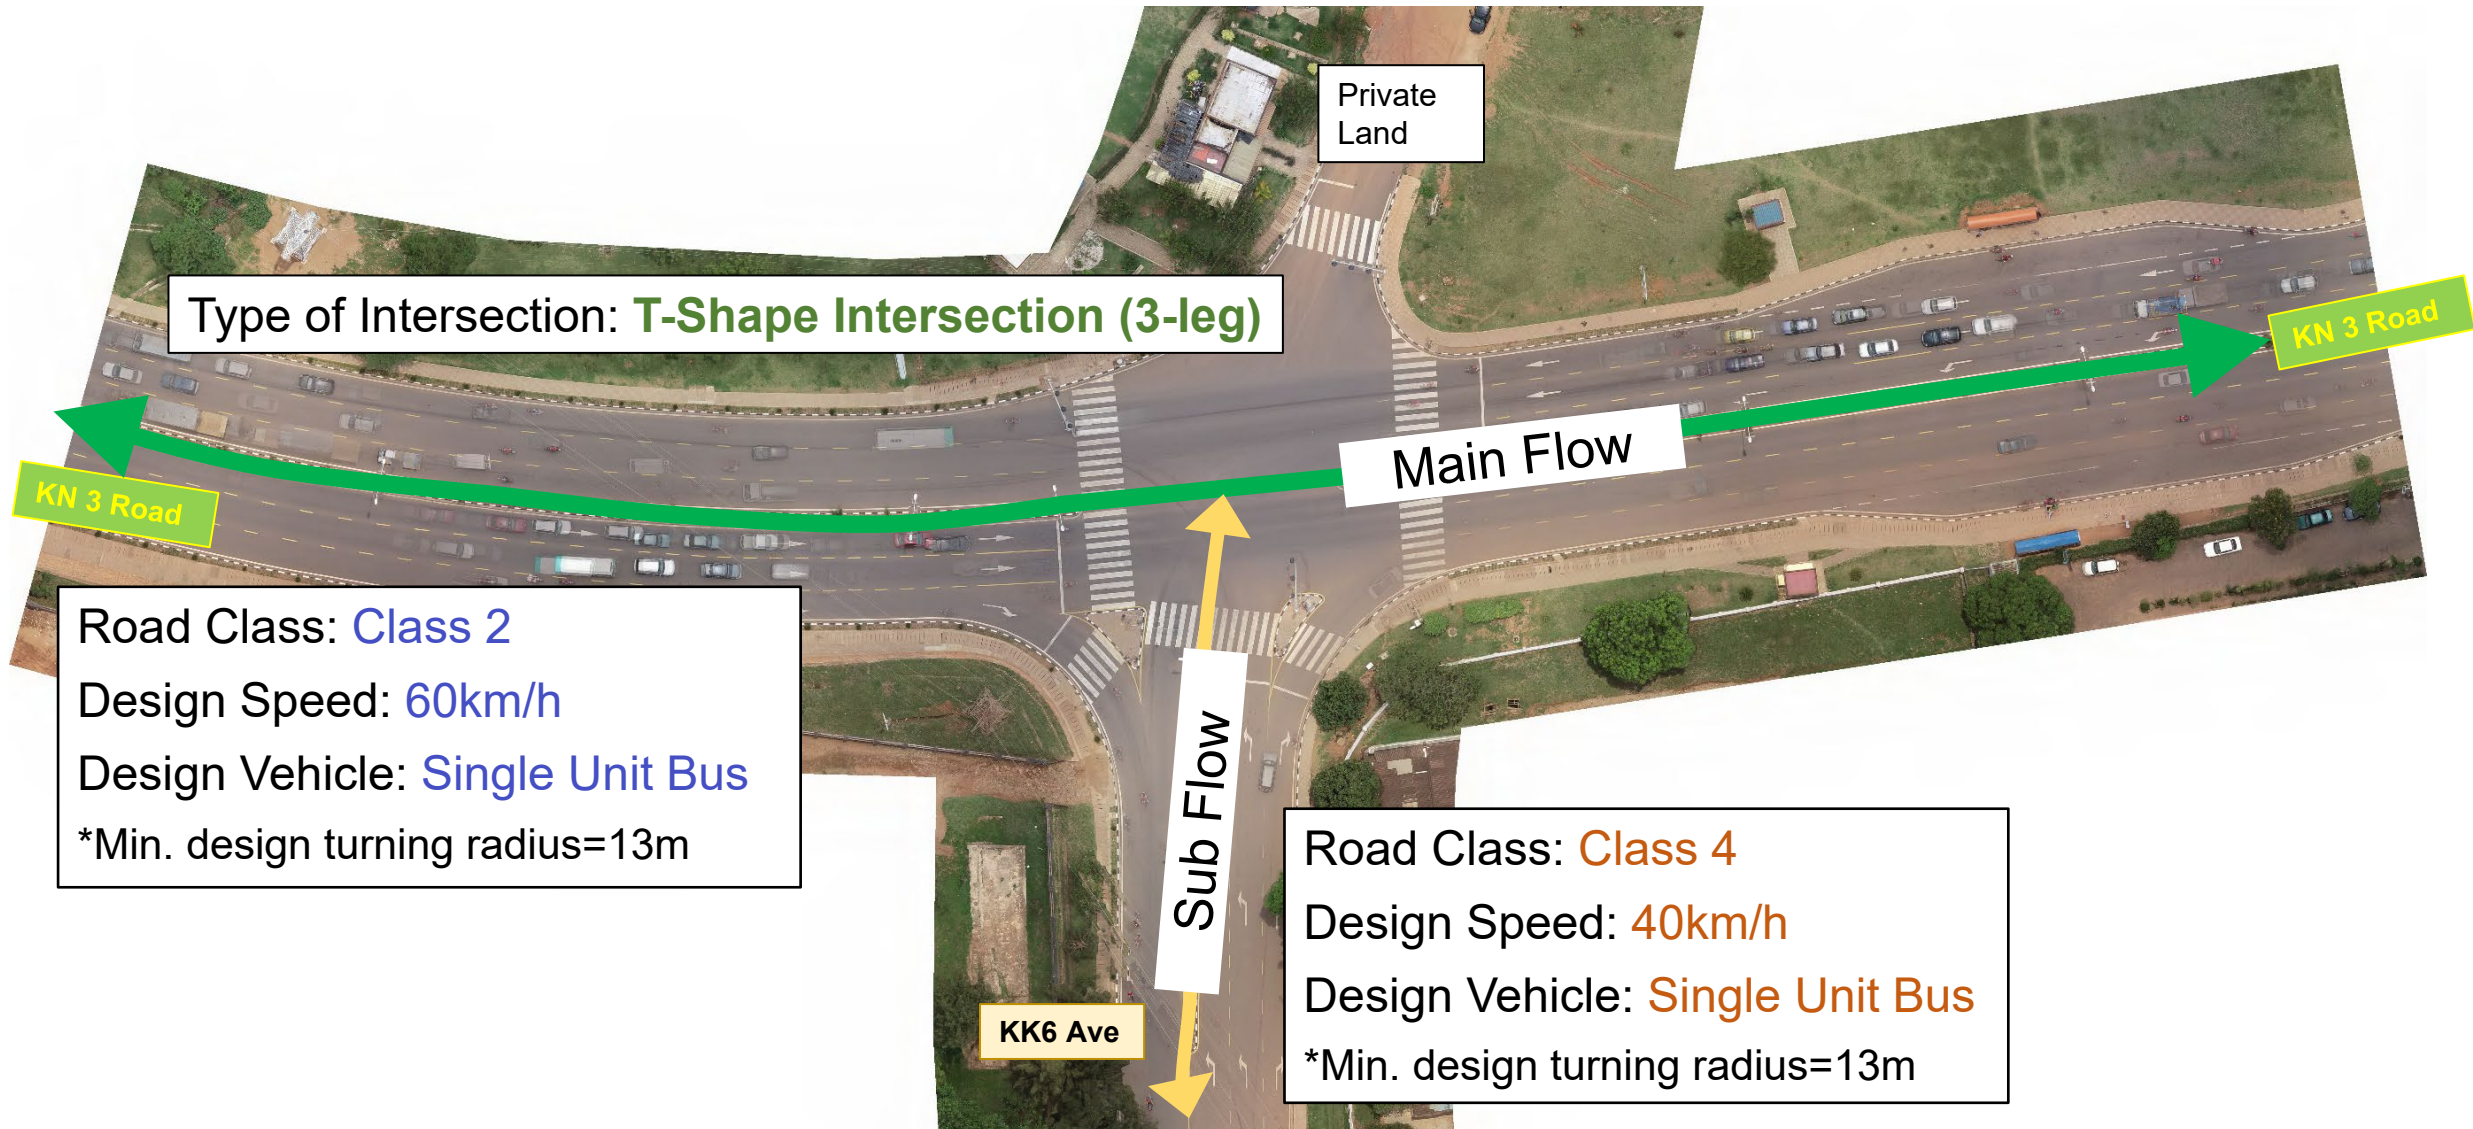 Private
Land
Type of Intersection: T-Shape Intersection (3-leg)
KN 3 Road
Main Flow
KN 3 Road
Road Class: Class 2
Design Speed: 60km/h
Design Vehicle: Single Unit Bus
*Min. design turning radius=13m
Sub Flow
Road Class: Class 4
Design Speed: 40km/h
Design Vehicle: Single Unit Bus
*Min. design turning radius=13m
KK6 Ave